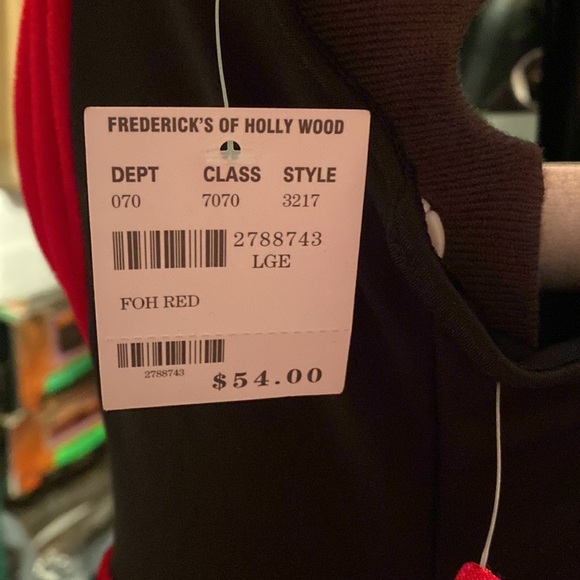 FREDERICK'S OF HOLLY WOOD
DEPT CLASS STYLE
070 7070 3217
2788743
LGE
FOH RED
2788743
$54.00